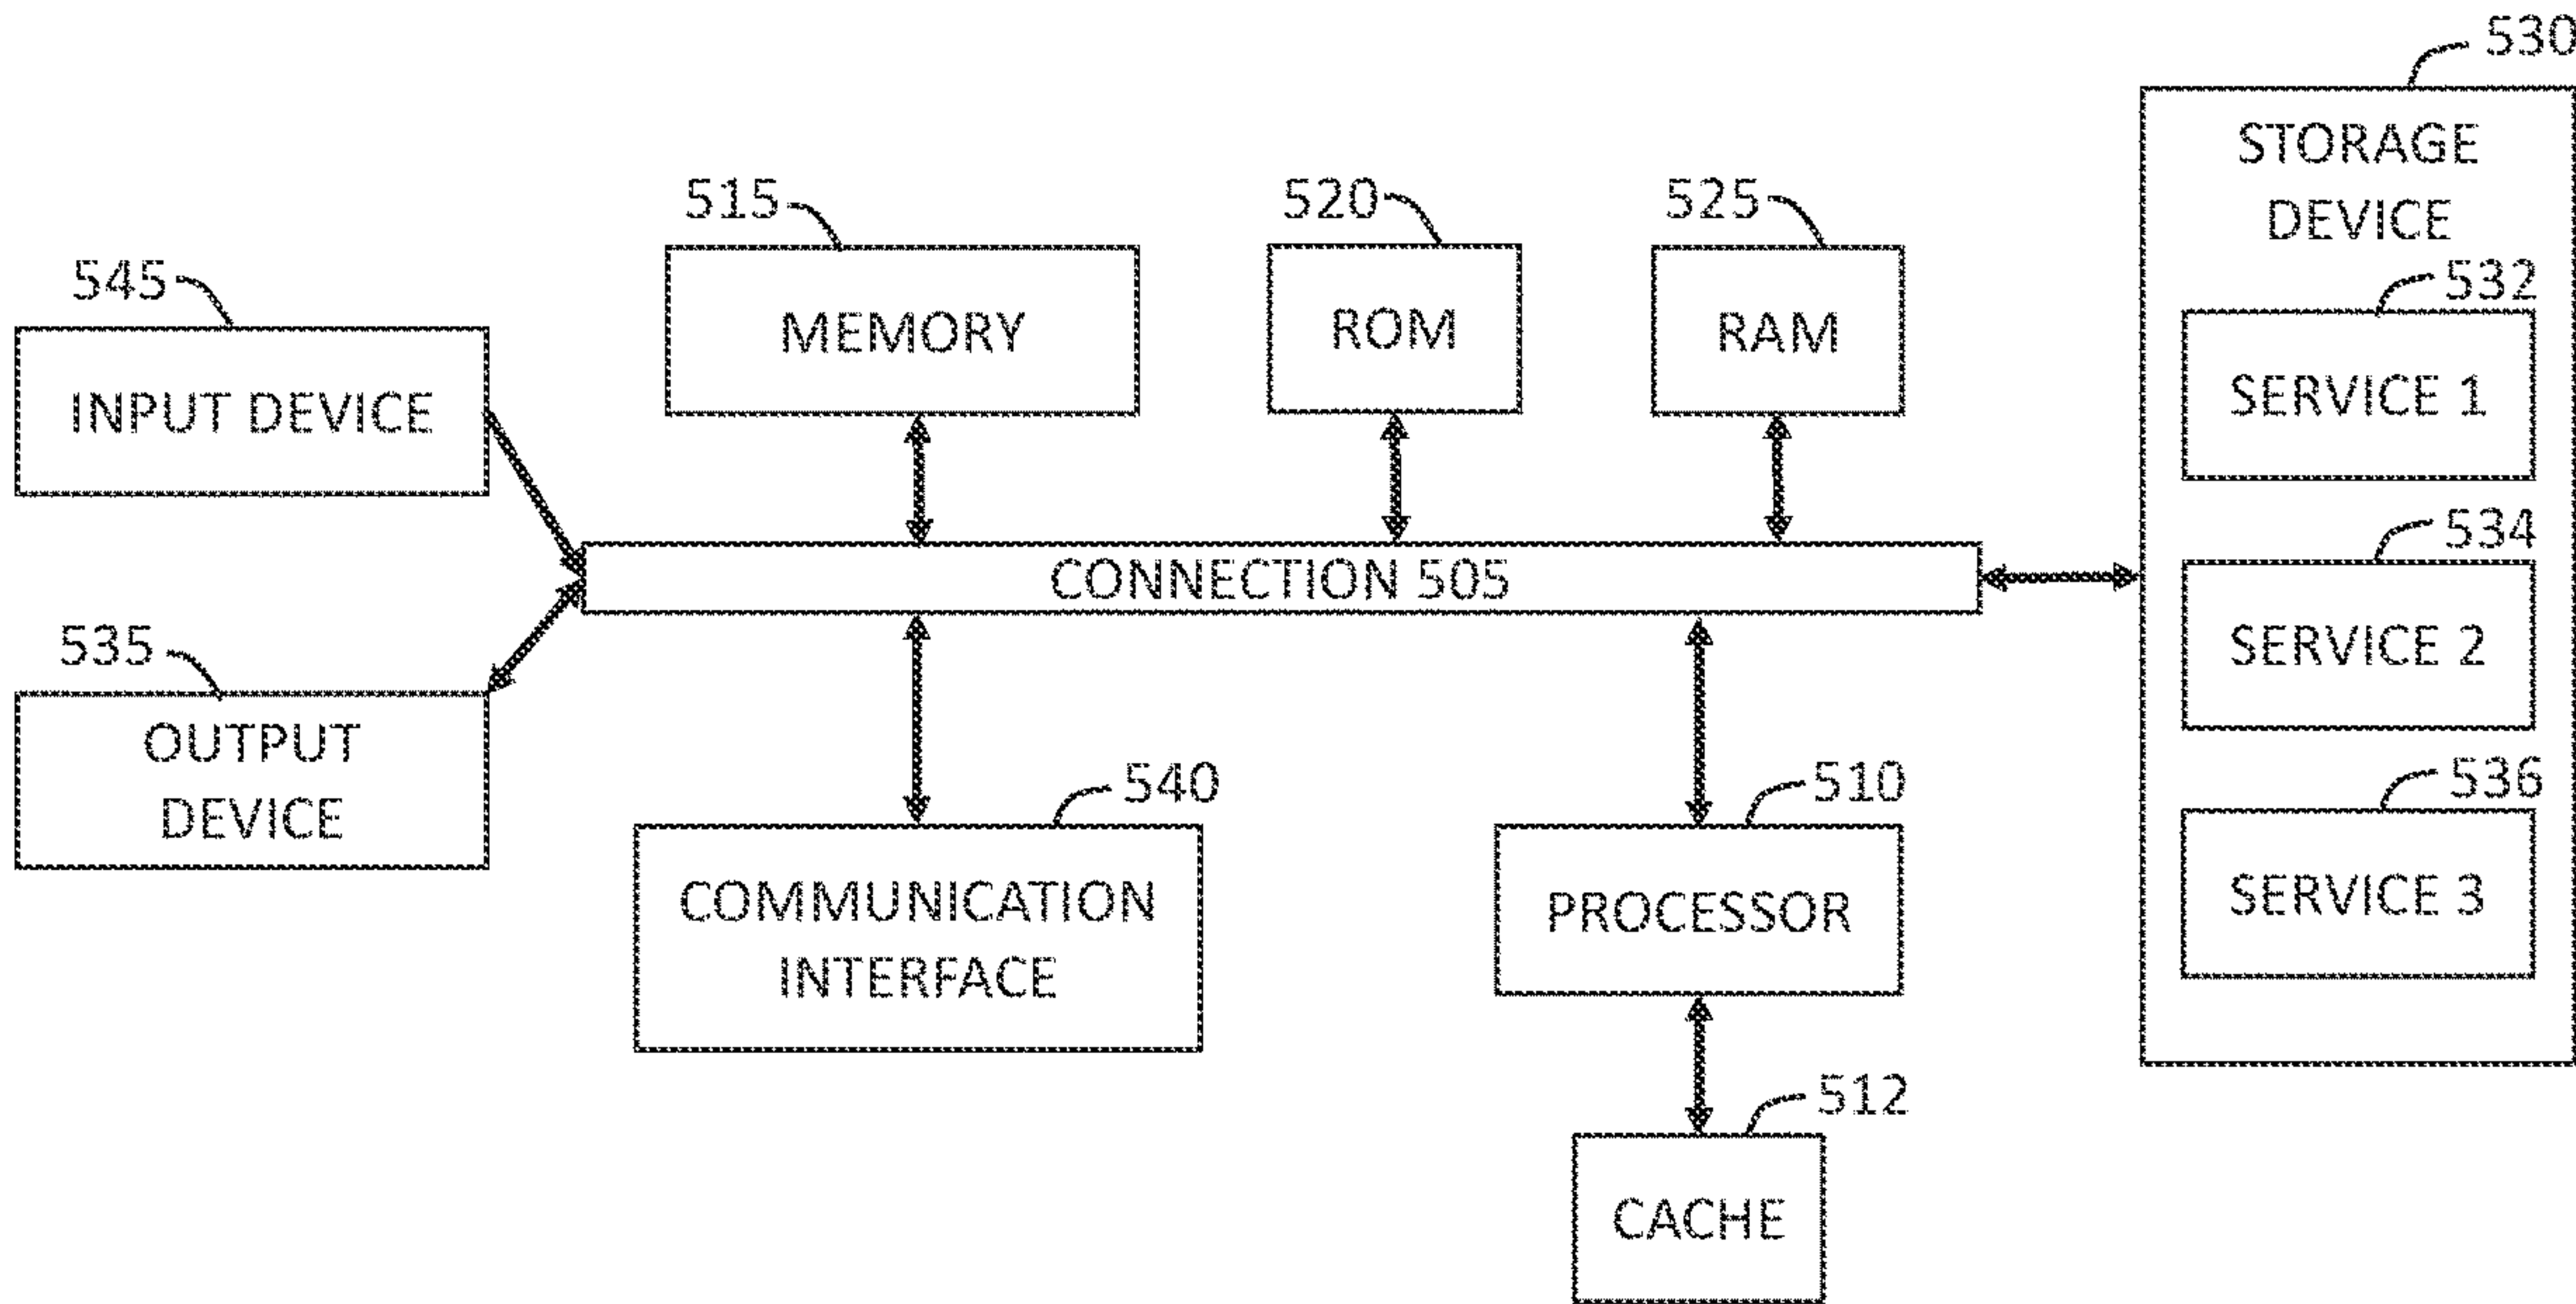 530
STORAGE
DEVICE
515
520
525
545
532
MEMORY
ROM
RAM
INPUT DEVICE
SERVICE 1
534
CONNECTION 505
535
SERVICE 2
OUTPUT
DEVICE
540
510
536
COMMUNICATION
INTERFACE
PROCESSOR
SERVICE 3
512
CACHE